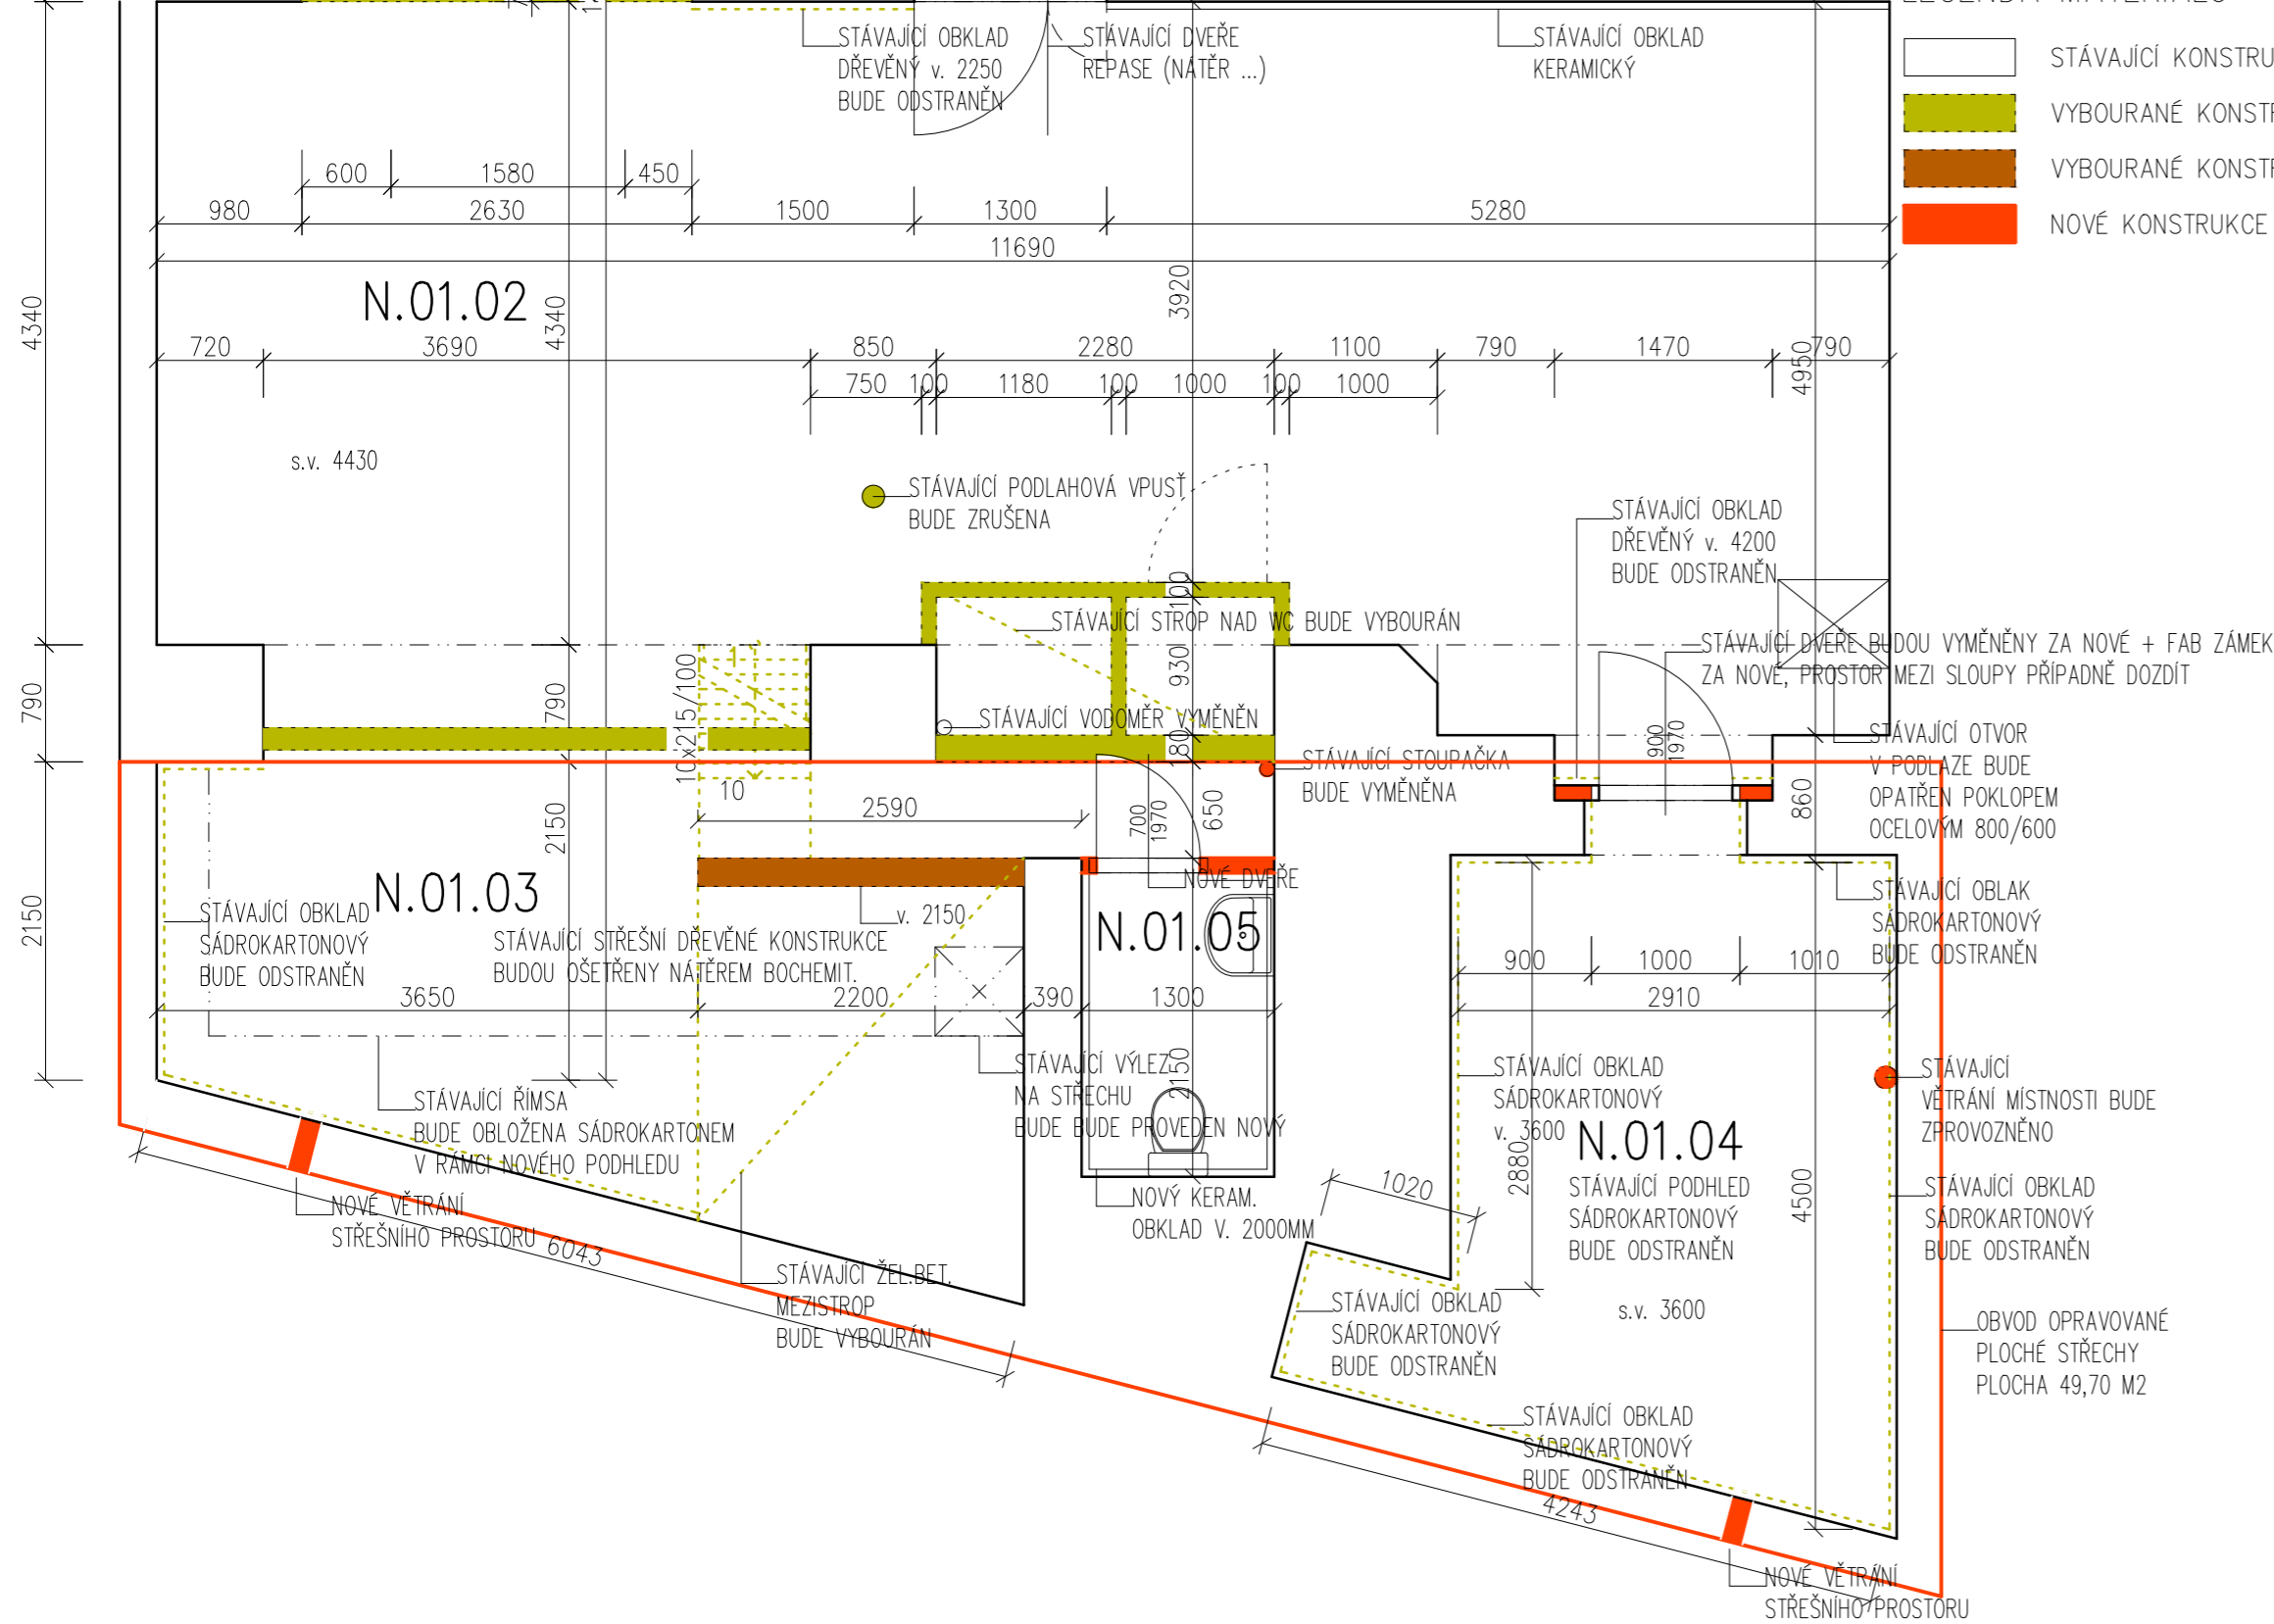 STÁVAJÍCÍ OBKLAD
DŘEVĚNÝ v. 2250
BUDE ODSTRANĚN
STÁVAJÍCÍ DVEŘE
REPASE (NÁTĚR ...)
STÁVAJÍCÍ OBKLAD
KERAMICKÝ
STÁVAJÍCÍ KONSTRU
VYBOURANÉ KONST
VYBOURANÉ KONST
NOVÉ KONSTRUKCE
600
1580
450
980
2630
1500
1300
5280
11690
N.01.02
4340
4340
3920
4950
720
3690
850
2280
1100
790
1470
790
750
100
1180
100
1000
100
1000
s.v. 4430
STÁVAJÍCÍ PODLAHOVÁ VPUSŤ
BUDE ZRUŠENA
STÁVAJÍCÍ OBKLAD
DŘEVĚNÝ v. 4200
BUDE ODSTRANĚN
100
STÁVAJÍCÍ STROP NAD WC BUDE VYBOURÁN
930
STÁVAJÍCÍ DVEŘE BUDOU VYMĚNĚNY ZA NOVÉ + FAB ZÁMEK
ZA NOVÉ, PROSTOR MEZI SLOUPY PŘÍPADNĚ DOZDÍT
790
790
10x215/100
10
STÁVAJÍCÍ VODOMĚR VYMĚNĚN
180
900
1970
STÁVAJÍCÍ STOUPAČKA
BUDE VYMĚNĚNA
STÁVAJÍCÍ OTVOR
V PODLAZE BUDE
OPATŘEN POKLOPEM
OCELOVÝM 800/600
2590
700
1970
650
860
2150
2150
NOVÉ DVEŘE
N.01.03
STÁVAJÍCÍ OBKLAD
SÁDROKARTONOVÝ
BUDE ODSTRANĚN
v. 2150
STÁVAJÍCÍ STŘEŠNÍ DŘEVĚNÉ KONSTRUKCE
BUDOU OŠETŘENY NÁTĚREM BOCHEMIT.
N.01.05
STÁVAJÍCÍ OBLAK
SÁDROKARTONOVÝ
BUDE ODSTRANĚN
900
1000
1010
2910
3650
2200
390
1300
2150
STÁVAJÍCÍ VÝLEZ
NA STŘECHU
BUDE BUDE PROVEDEN NOVÝ
STÁVAJÍCÍ ŘÍMSA
BUDE OBLOŽENA SÁDROKARTONEM
V RÁMCI NOVÉHO PODHLEDU
STÁVAJÍCÍ OBKLAD
SÁDROKARTONOVÝ
v. 3600
STÁVAJÍCÍ
VĚTRÁNÍ MÍSTNOSTI BUDE
ZPROVOZNĚNO
N.01.04
STÁVAJÍCÍ PODHLED
SÁDROKARTONOVÝ
BUDE ODSTRANĚN
s.v. 3600
2880
4500
1020
STÁVAJÍCÍ OBKLAD
SÁDROKARTONOVÝ
BUDE ODSTRANĚN
NOVÝ KERAM.
OBKLAD V. 2000MM
NOVÉ VĚTRÁNÍ
STŘEŠNÍHO PROSTORU
6043
STÁVAJÍCÍ ŽEL.BET.
MEZISTROP
BUDE VYBOURÁN
STÁVAJÍCÍ OBKLAD
SÁDROKARTONOVÝ
BUDE ODSTRANĚN
OBVOD OPRAVOVANÉ
PLOCHÉ STŘECHY
PLOCHA 49,70 M2
STÁVAJÍCÍ OBKLAD
SÁDROKARTONOVÝ
BUDE ODSTRANĚN
4243
NOVÉ VĚTRÁNÍ
STŘEŠNÍHO PROSTORU